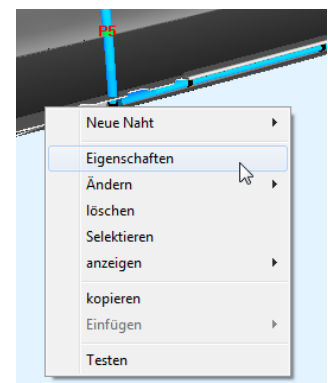 P5
Neue Naht
Eigenschaften
Ändern
löschen
Selektieren
anzeigen
kopieren
Einfügen
Testen